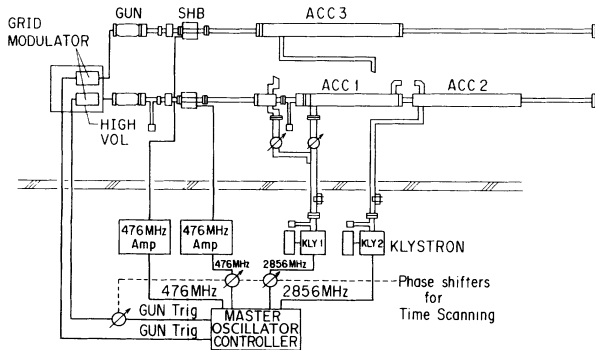 GUN
SHB
ACC3
GRID
MODULATOR
ACC1
ACC2
HIGH
VOL
476MHz
Amp
476MHz
Amp
KLY1
KLY2
KLYSTRON
476MHz
2856MHz
476MHz
2856MHz
Phase shifters
for
Time Scanning
GUN Trig
GUN Trig
MASTER
OSCILLATOR
CONTROLLER